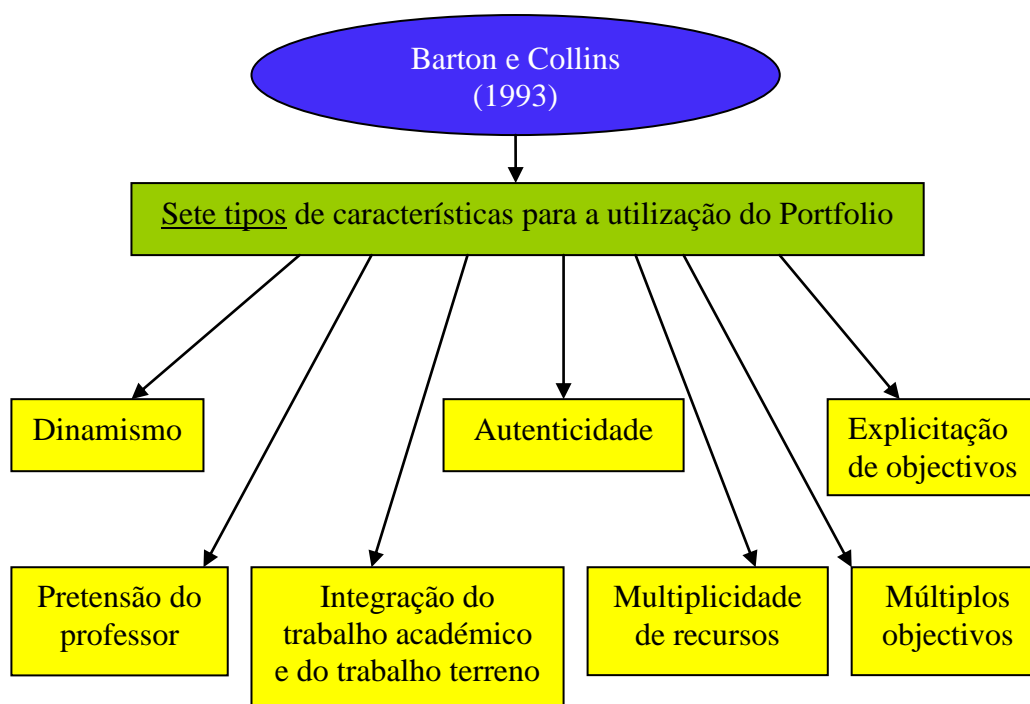 Barton e Collins
(1993)
Sete tipos de características para a utilização do Portfolio
Dinamismo
Autenticidade
Explicitação
de objectivos
Pretensão do
professor
Integração do
trabalho académico
e do trabalho terreno
Multiplicidade
de recursos
Múltiplos
objectivos